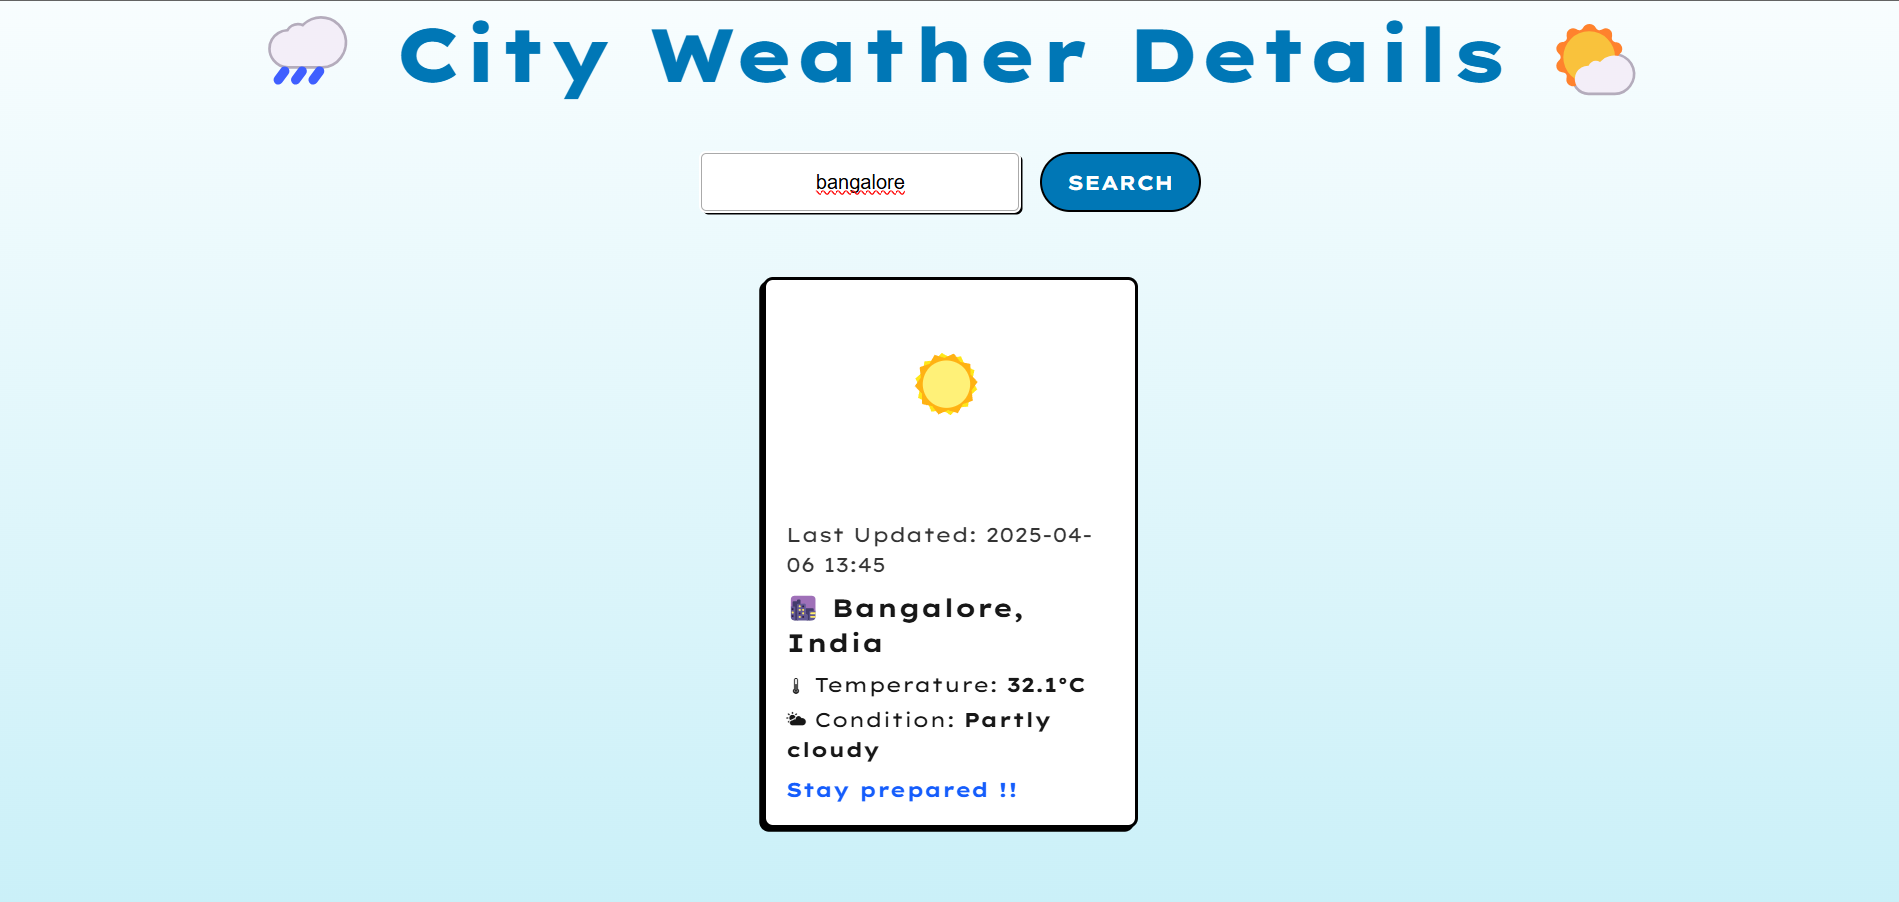 City Weather Details
bangalore
SEARCH
Last Updated: 2025-04-
06 13:45
Bangalore,
India
Temperature: 32.1°C
Condition: Partly
cloudy
Stay prepared !!